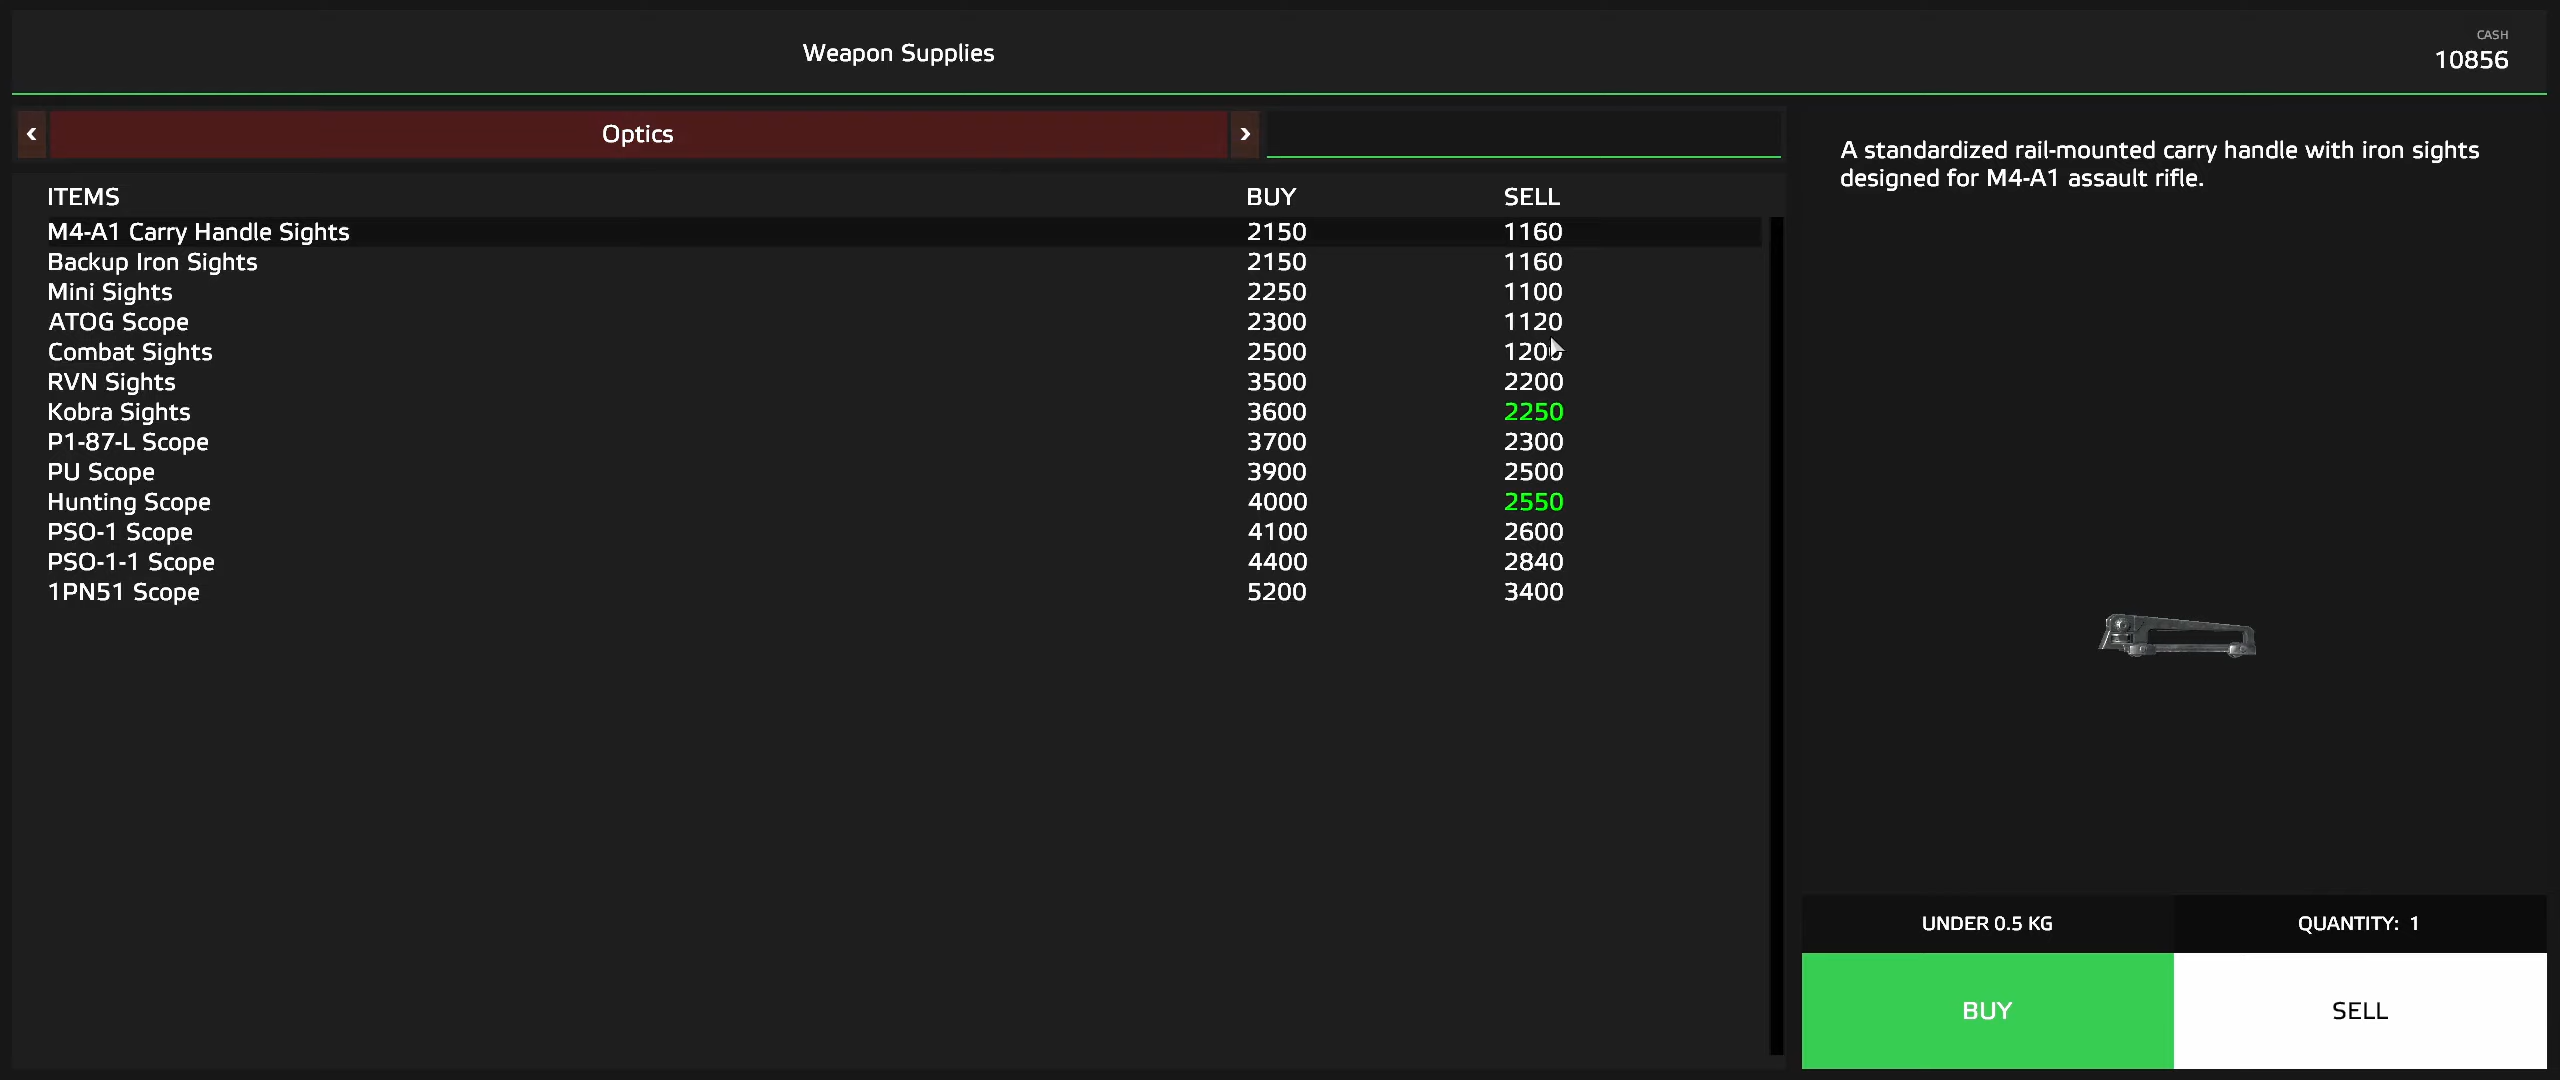 Weapon Supplies
CASH
10856
Optics
A standardized rail-mounted carry handle with iron sights
designed for M4-A1 assault rifle.
ITEMS BUY SELL
M4-A1 Carry Handle Sights 2150 1160
Backup Iron Sights 2150 1160
Mini Sights 2250 1100
ATOG Scope 2300 1120
Combat Sights 2500 1200
RVN Sights 3500 2200
Kobra Sights 3600 2250
P1-87-L Scope 3700 2300
PU Scope 3900 2500
Hunting Scope 4000 2550
PSO-1 Scope 4100 2600
PSO-1-1 Scope 4400 2840
1PN51 Scope 5200 3400
UNDER 0.5 KG QUANTITY: 1
BUY SELL